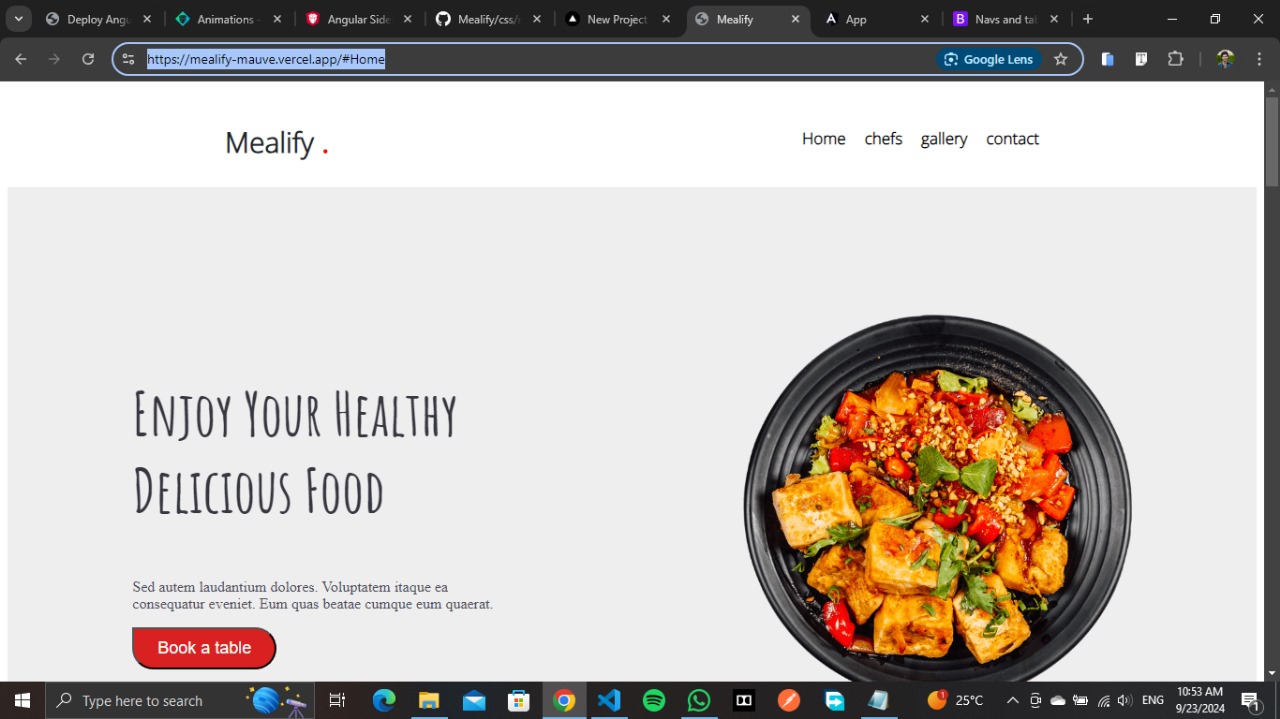 Deploy Angu
Animations -
Angular Side
Mealify/css/r
New Project
Mealify
App
Navs and tab
https://mealify-mauve.vercel.app/#Home
Google Lens
Mealify .
Home chefs gallery contact
Enjoy Your Healthy
Delicious Food
Sed autem laudantium dolores. Voluptatem itaque ea
consequatur eveniet. Eum quas beatae cumque eum quaerat.
Book a table
Type here to search
1
25°C
ENG
10:53 AM
9/23/2024
1